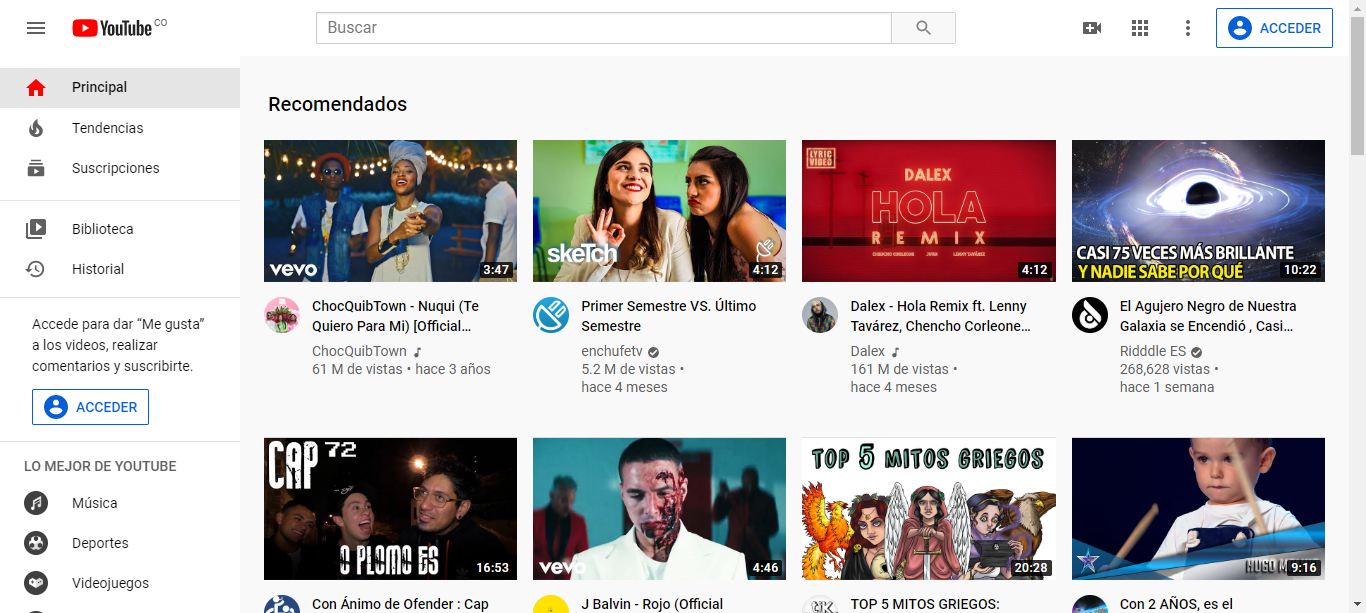 YouTube CO
Buscar
ACCEDER
Principal
Tendencias
Suscripciones
Biblioteca
Historial
Accede para dar “Me gusta”
a los videos, realizar
comentarios y suscribirte.
ACCEDER
LO MEJOR DE YOUTUBE
Música
Deportes
Videojuegos
Recomendados
vevo
3:47
ChocQuibTown - Nuqui (Te
Quiero Para Mi) [Official...
ChocQuibTown
61 M de vistas • hace 3 años
skeTch
4:12
Primer Semestre VS. Último
Semestre
enchufetv
5.2 M de vistas •
hace 4 meses
LYRIC
VIDEO
DALEX
HOLA
REMIX
CHENCHO CORLEONE
JUHN
LENNY TAVÁREZ
4:12
Dalex - Hola Remix ft. Lenny
Tavárez, Chencho Corleone...
Dalex
161 M de vistas •
hace 4 meses
CASI 75 VECES MÁS BRILLANTE
Y NADIE SABE POR QUÉ
10:22
El Agujero Negro de Nuestra
Galaxia se Encendió , Casi...
Ridddle ES
268,628 vistas •
hace 1 semana
CAP 72
O PLOMO ES
16:53
Con Ánimo de Ofender : Cap
vevo
4:46
J Balvin - Rojo (Official
TOP 5 MITOS GRIEGOS
20:28
TOP 5 MITOS GRIEGOS:
HUGO
9:16
Con 2 AÑOS, es el